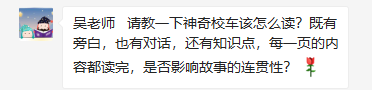 吴老师   请教一下神奇校车该怎么读？既有
旁白，也有对话，还有知识点，每一页的内
容都读完，是否影响故事的连贯性？ 🌹